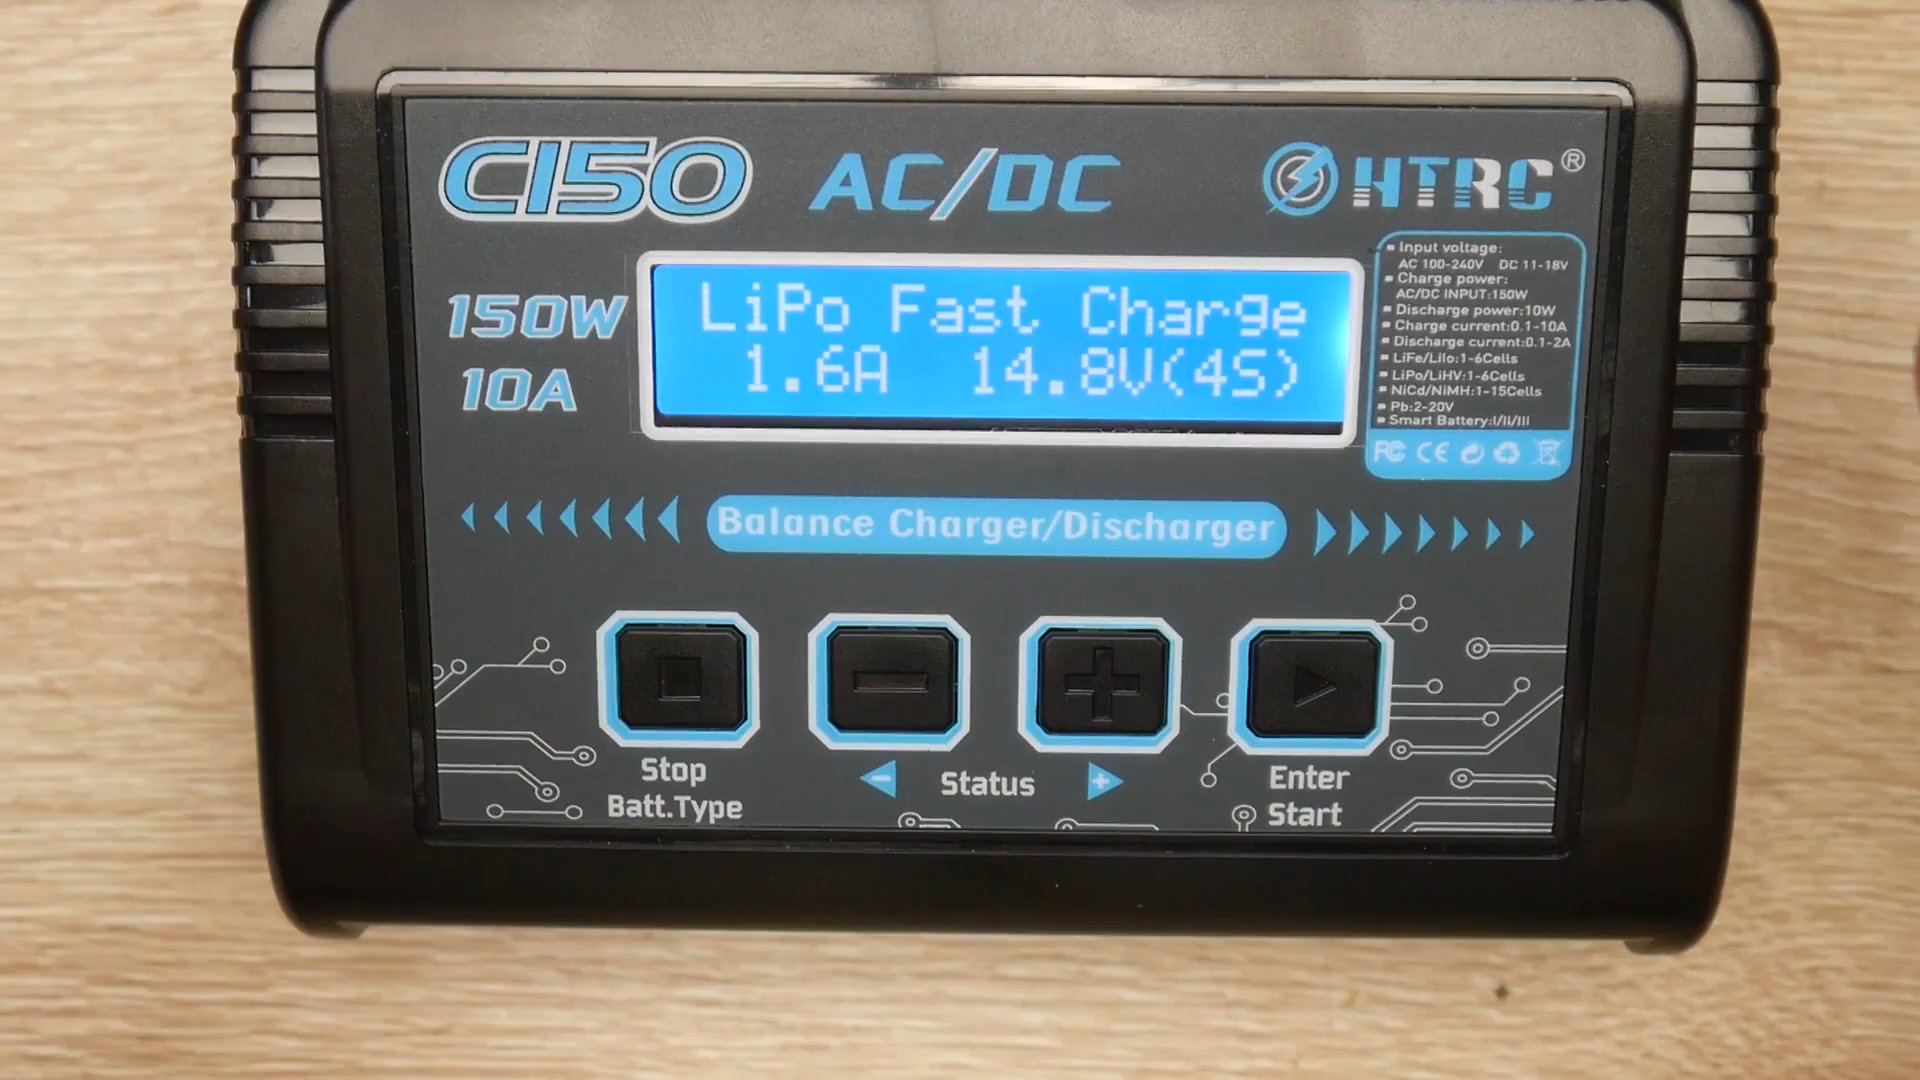 C150 AC/DC HTRC®
150W
10A
LiPo Fast Charge
1.6A 14.8V(4S)
Input voltage:
AC 100-240V DC 11-18V
Charge power:
AC/DC INPUT:150W
Discharge power:10W
Charge current:0.1-10A
Discharge current:0.1-2A
LiFe/LiIo:1-6Cells
LiPo/LiHV:1-6Cells
NiCd/NiMH:1-15Cells
Pb:2-20V
Smart Battery:I/II/III
FC CE
Balance Charger/Discharger
Stop
Batt.Type
- Status +
Enter
Start